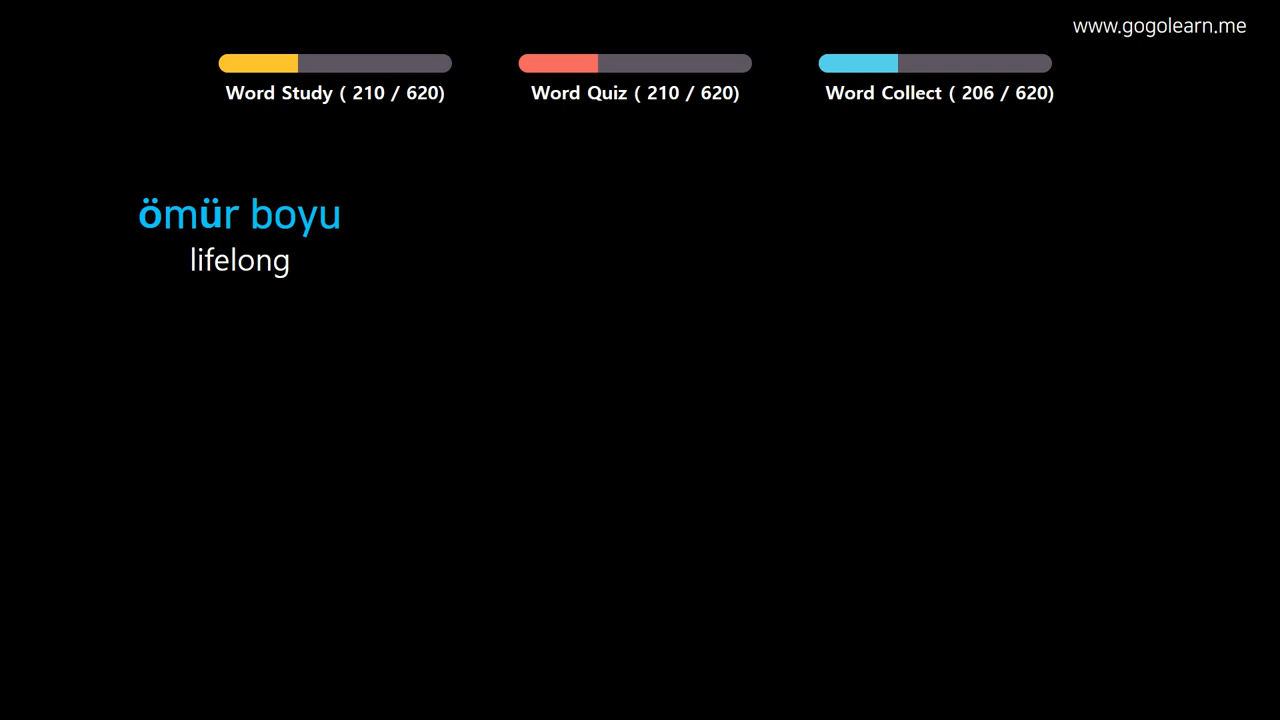 www.gogolearn.me
Word Study ( 210 / 620)
Word Quiz ( 210 / 620)
Word Collect ( 206 / 620)
ömür boyu
lifelong